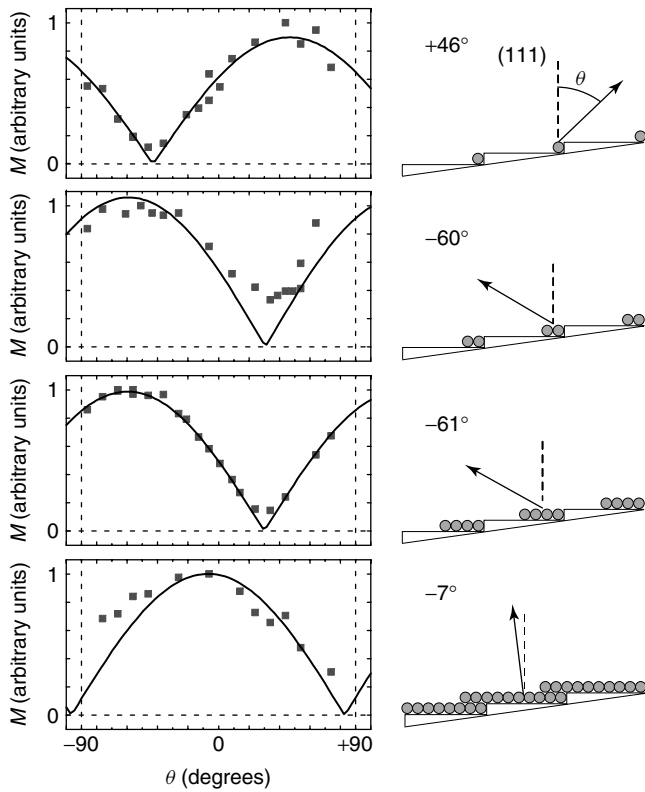 M (arbitrary units)
1
0
+46°
(111)
θ
M (arbitrary units)
1
0
−60°
M (arbitrary units)
1
0
−61°
M (arbitrary units)
1
0
−7°
−90
0
+90
θ (degrees)